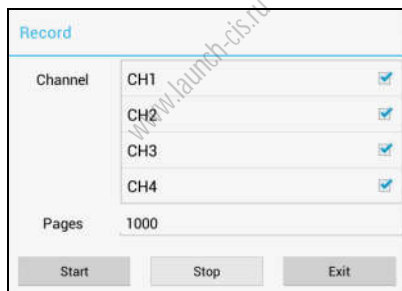 Record
www.launch-cis.ru
Channel
CH1
CH2
CH3
CH4
Pages
1000
Start
Stop
Exit